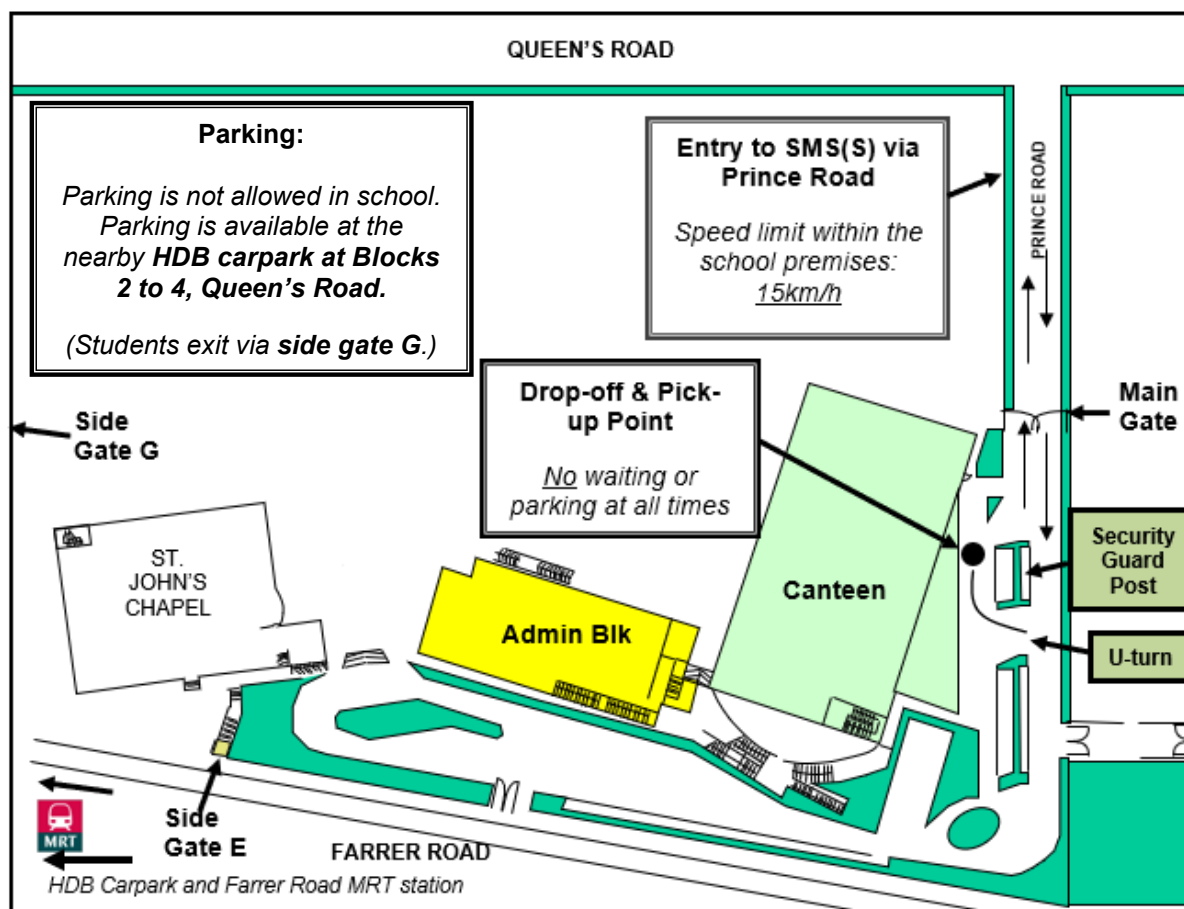 QUEEN'S ROAD
Parking:
Parking is not allowed in school.
Parking is available at the
nearby HDB carpark at Blocks
2 to 4, Queen's Road.
(Students exit via side gate G.)
Entry to SMS(S) via
Prince Road
Speed limit within the
school premises:
15km/h
PRINCE ROAD
Drop-off & Pick-
up Point
No waiting or
parking at all times
Main
Gate
Side
Gate G
Security
Guard
Post
ST.
JOHN'S
CHAPEL
Canteen
Admin Blk
U-turn
MRT
Side
Gate E
FARRER ROAD
HDB Carpark and Farrer Road MRT station